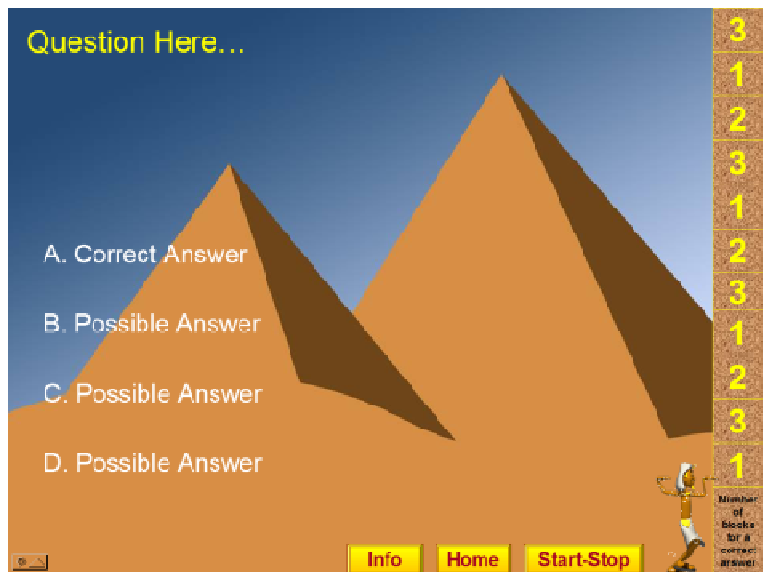 Question Here...
A. Correct Answer
B. Possible Answer
C. Possible Answer
D. Possible Answer
3
1
2
3
1
2
3
1
2
3
1
Number
of
blocks
for a
correct
answer
Info
Home
Start-Stop